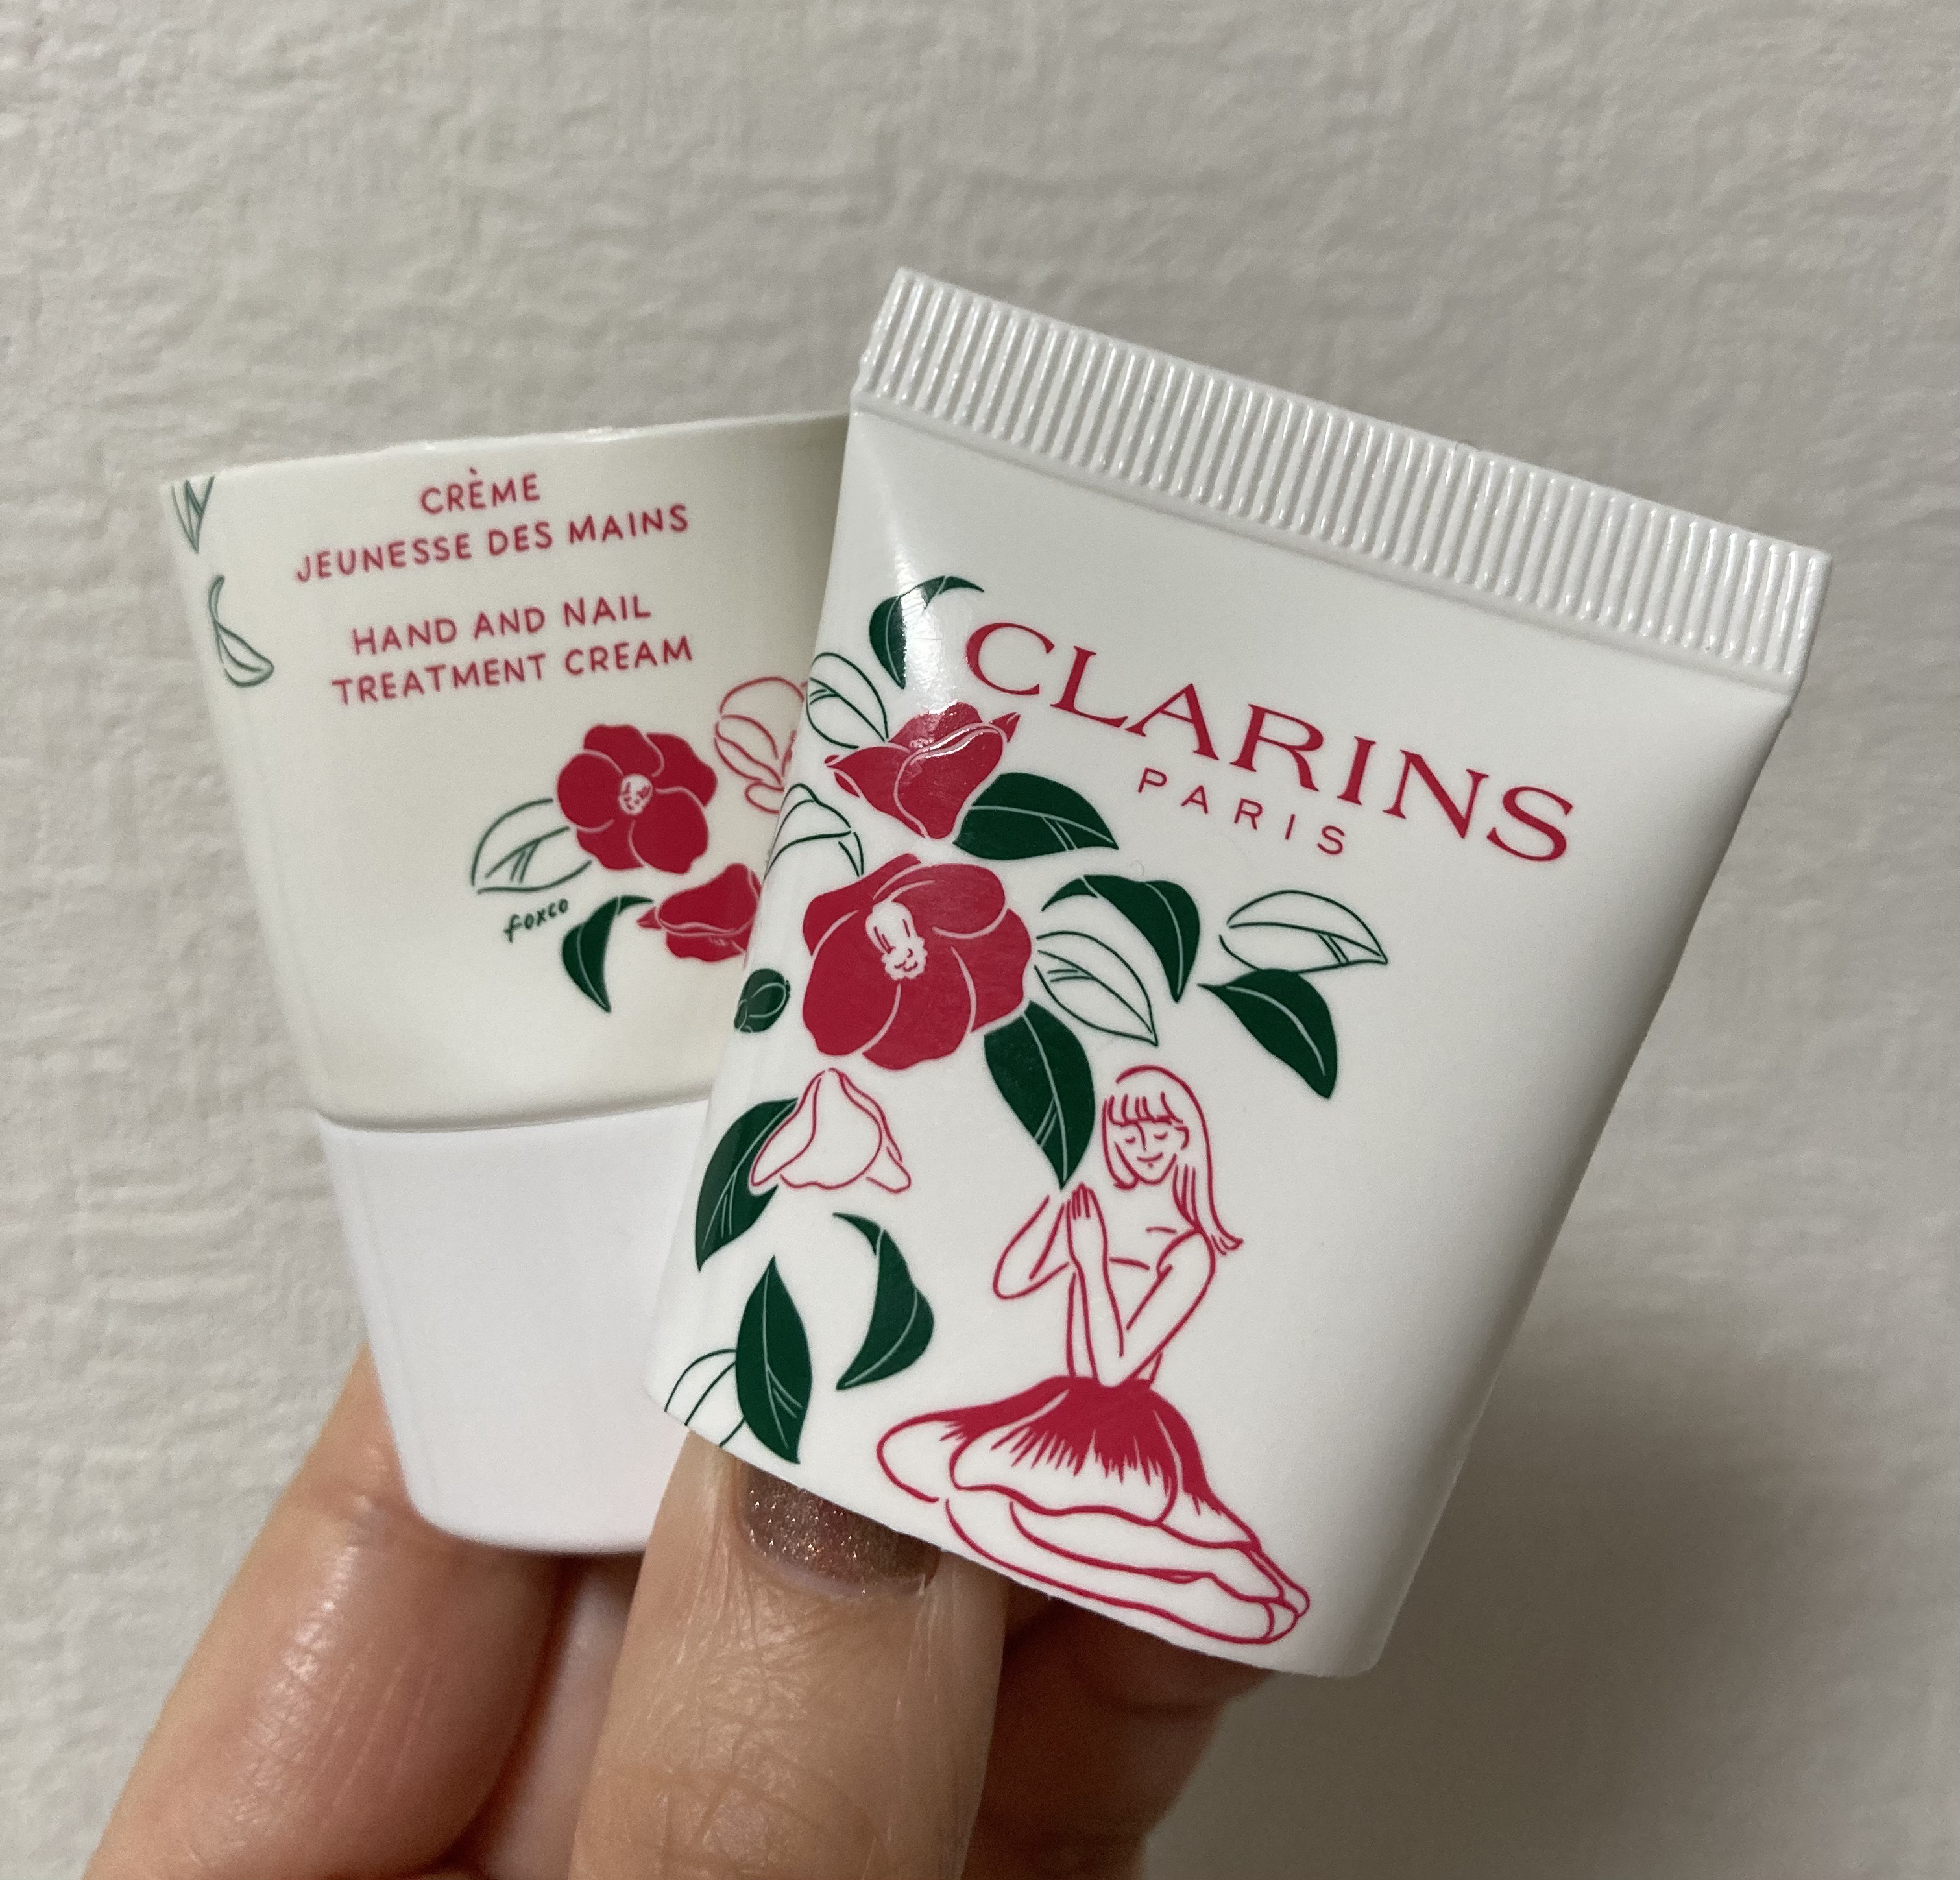 CRÈME
JEUNESSE DES MAINS
HAND AND NAIL
TREATMENT CREAM
foxco
CLARINS
PARIS